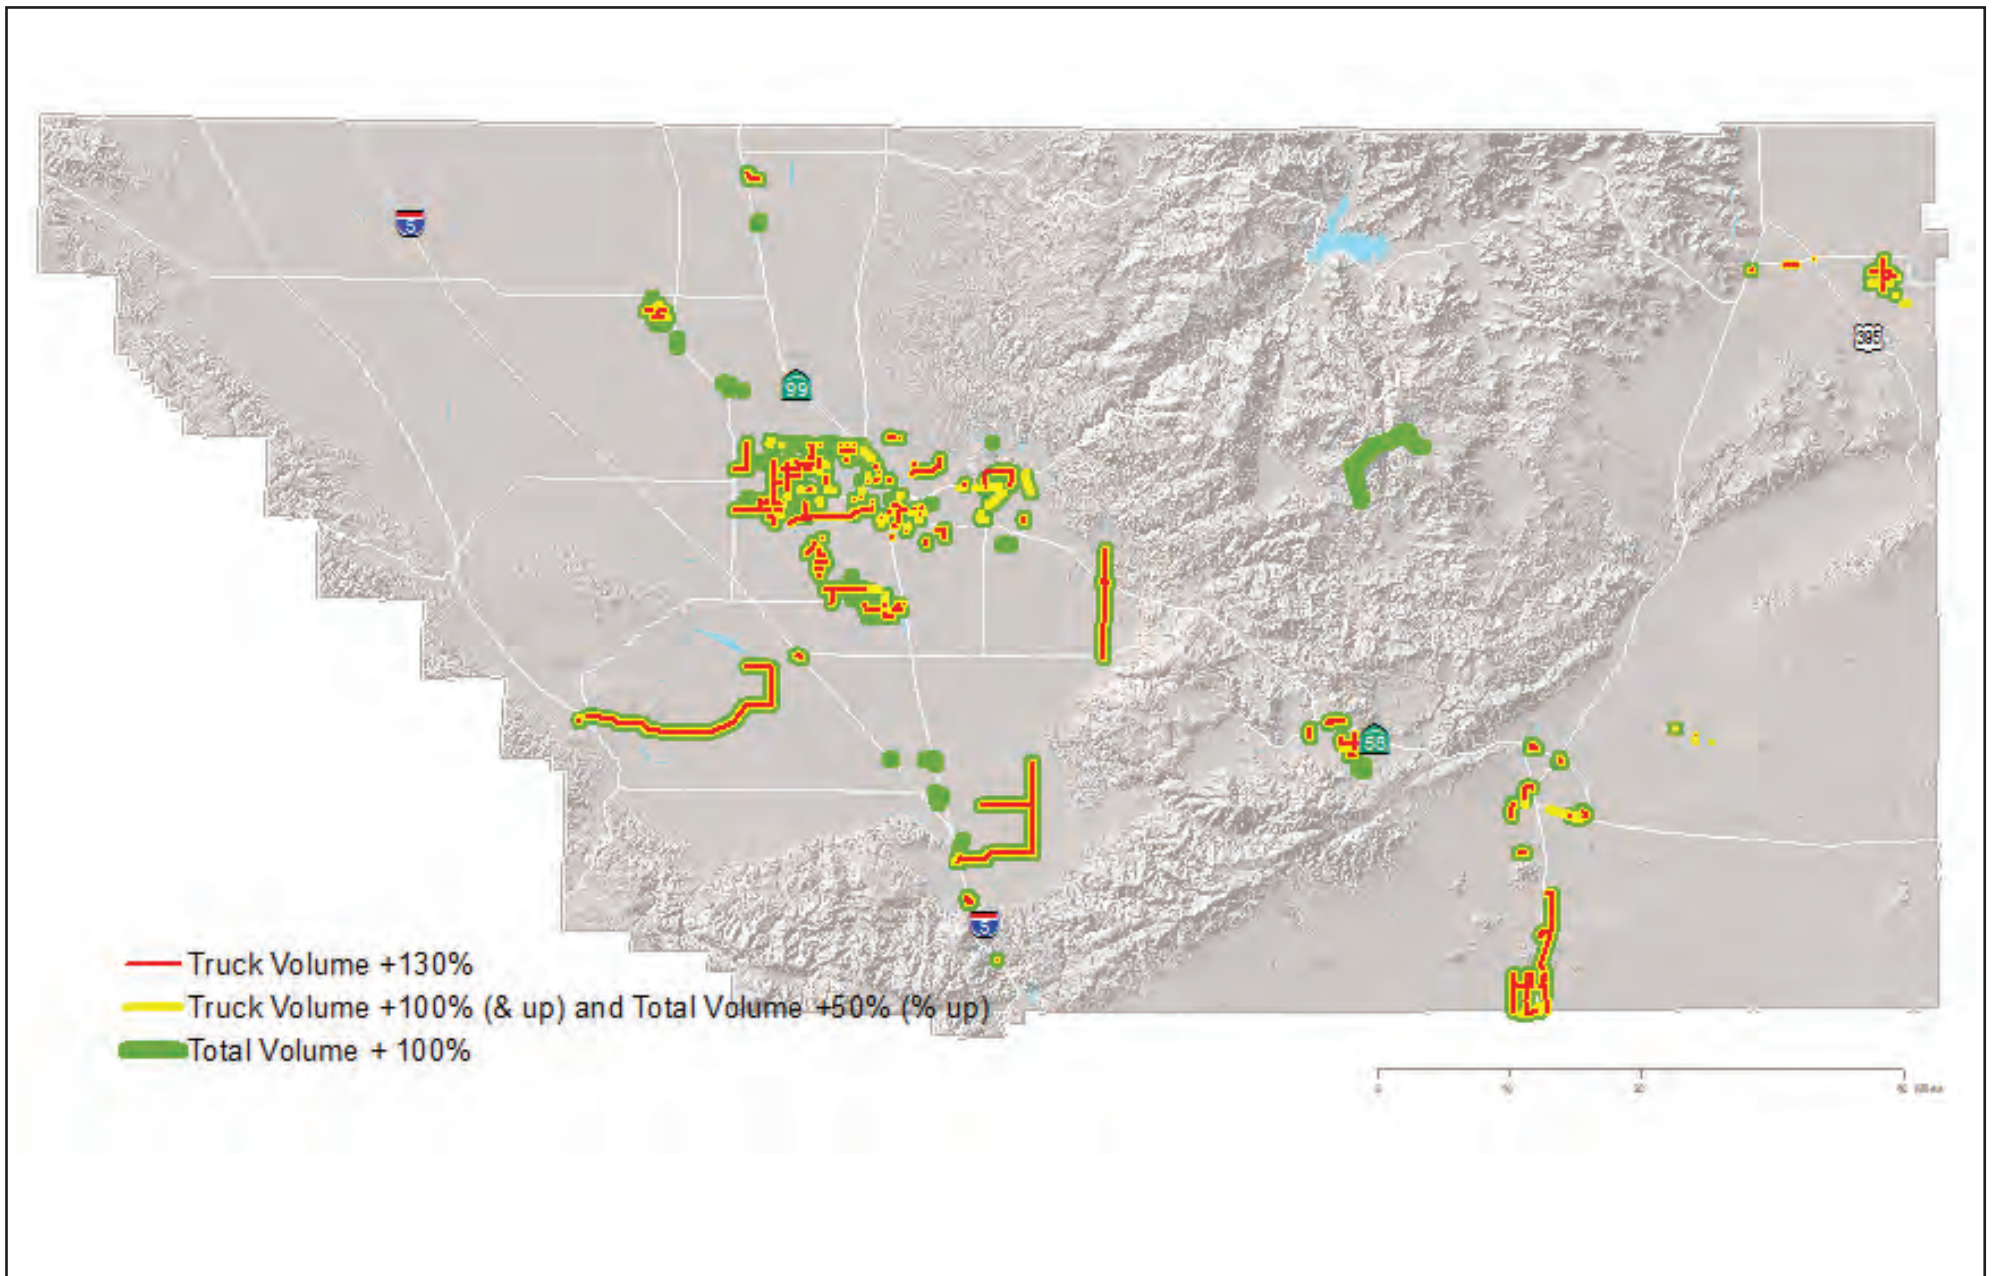 5
99
395
58
5
Truck Volume +130%
Truck Volume +100% (& up) and Total Volume +50% (% up)
Total Volume + 100%
0